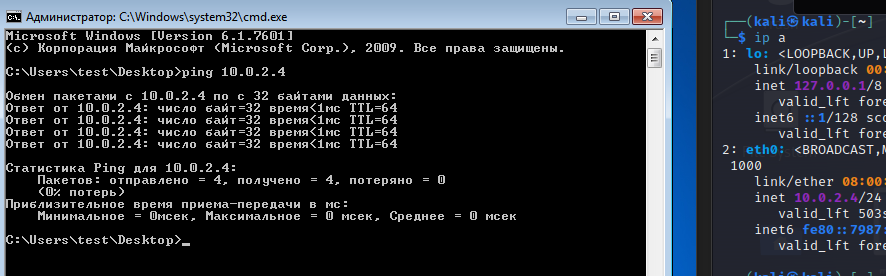 Администратор: C:\Windows\system32\cmd.exe
Microsoft Windows [Version 6.1.7601]
(c) Корпорация Майкрософт (Microsoft Corp.), 2009. Все права защищены.
C:\Users\test\Desktop>ping 10.0.2.4
Обмен пакетами с 10.0.2.4 по с 32 байтами данных:
Ответ от 10.0.2.4: число байт=32 время<1мс TTL=64
Ответ от 10.0.2.4: число байт=32 время<1мс TTL=64
Ответ от 10.0.2.4: число байт=32 время<1мс TTL=64
Ответ от 10.0.2.4: число байт=32 время<1мс TTL=64
Статистика Ping для 10.0.2.4:
Пакетов: отправлено = 4, получено = 4, потеряно = 0
(0% потерь)
Приблизительное время приема-передачи в мс:
Минимальное = 0мсек, Максимальное = 0 мсек, Среднее = 0 мсек
C:\Users\test\Desktop>_
(kali㉿kali)-[~]
$ ip a
1: lo: <LOOPBACK,UP,L
link/loopback 00:
inet 127.0.0.1/8
valid_lft fore
inet6 ::1/128 sco
valid_lft fore
2: eth0: <BROADCAST,M
1000
link/ether 08:00:
inet 10.0.2.4/24
valid_lft 503s
inet6 fe80::7987:
valid_lft fore